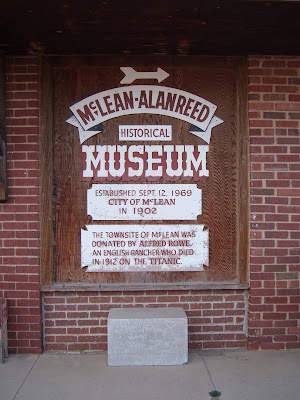 McLEAN-ALANREED
HISTORICAL
MUSEUM
ESTABLISHED SEPT. 12, 1969
CITY OF McLEAN
IN 1902
THE TOWNSITE OF McLEAN WAS
DONATED BY ALFRED ROWE,
AN ENGLISH RANCHER WHO DIED
IN 1912 ON THE TITANIC.